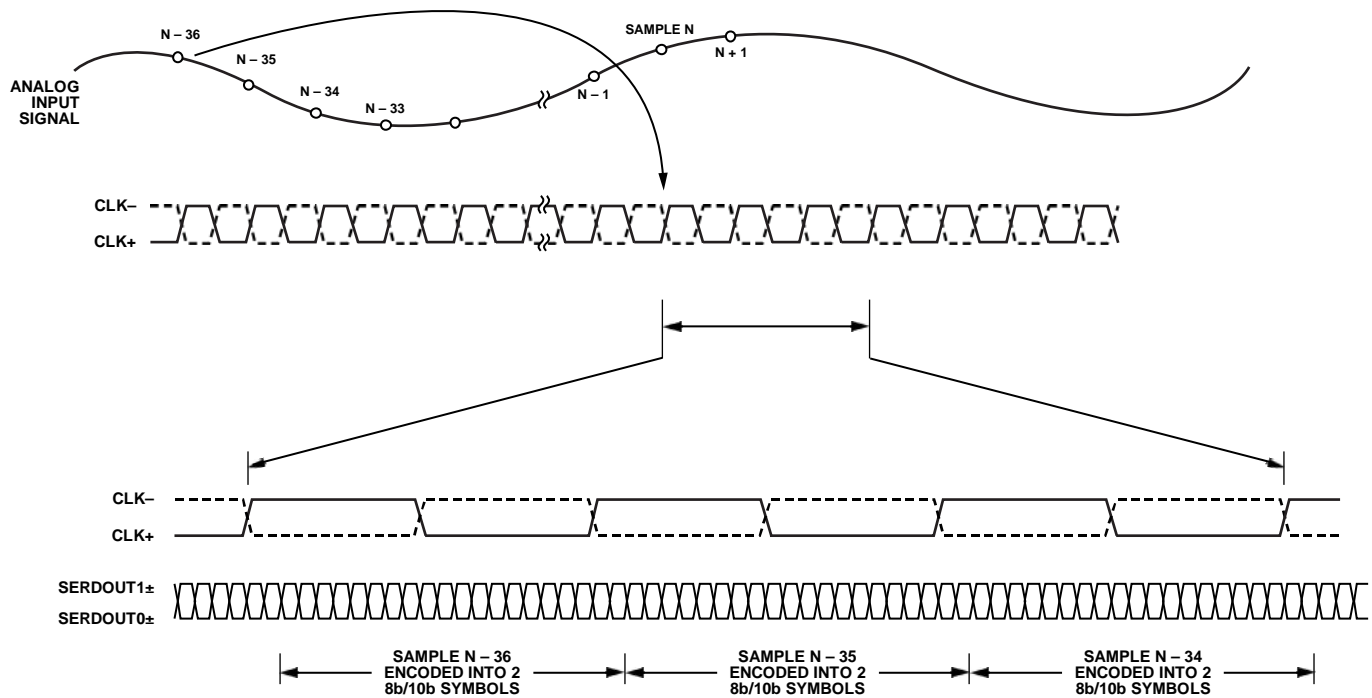 N – 36
N – 35
N – 34
N – 33
N – 1
SAMPLE N
N + 1
ANALOG
INPUT
SIGNAL
CLK–
CLK+
CLK–
CLK+
SERDOUT1±
SERDOUT0±
SAMPLE N – 36
ENCODED INTO 2
8b/10b SYMBOLS
SAMPLE N – 35
ENCODED INTO 2
8b/10b SYMBOLS
SAMPLE N – 34
ENCODED INTO 2
8b/10b SYMBOLS